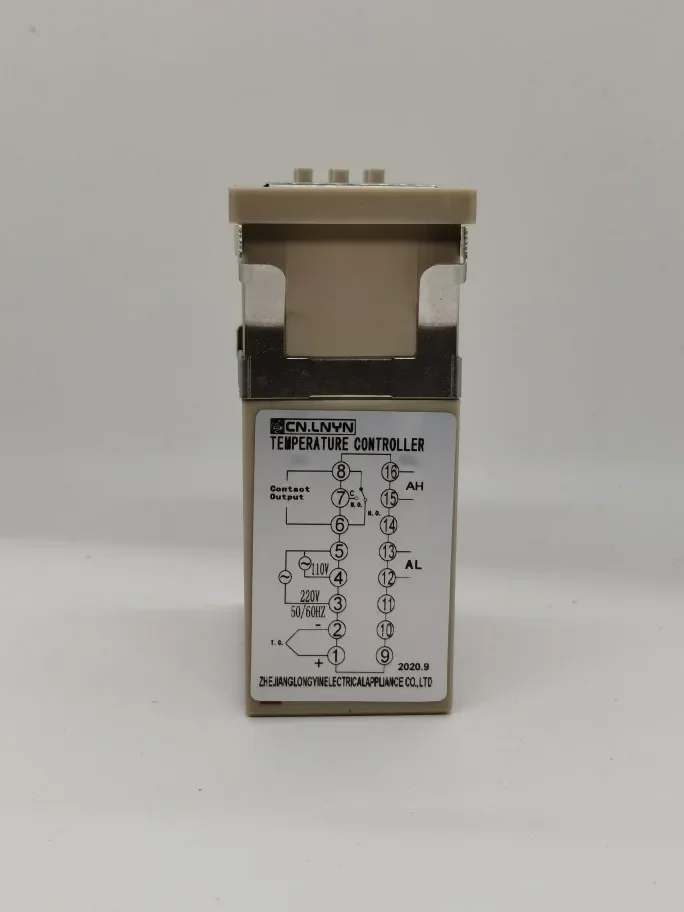 CN.LNYN
TEMPERATURE CONTROLLER
8 16
Contact
Output
AH
7 C 15
N.O.
6 14
5 13
110V
AL
4 12
220V
3 11
50/60HZ
- 2 10
T.C.
+ 1 9
2020.9
ZHEJIANGLONGYINELECTRICALAPPLIANCE CO.,LTD